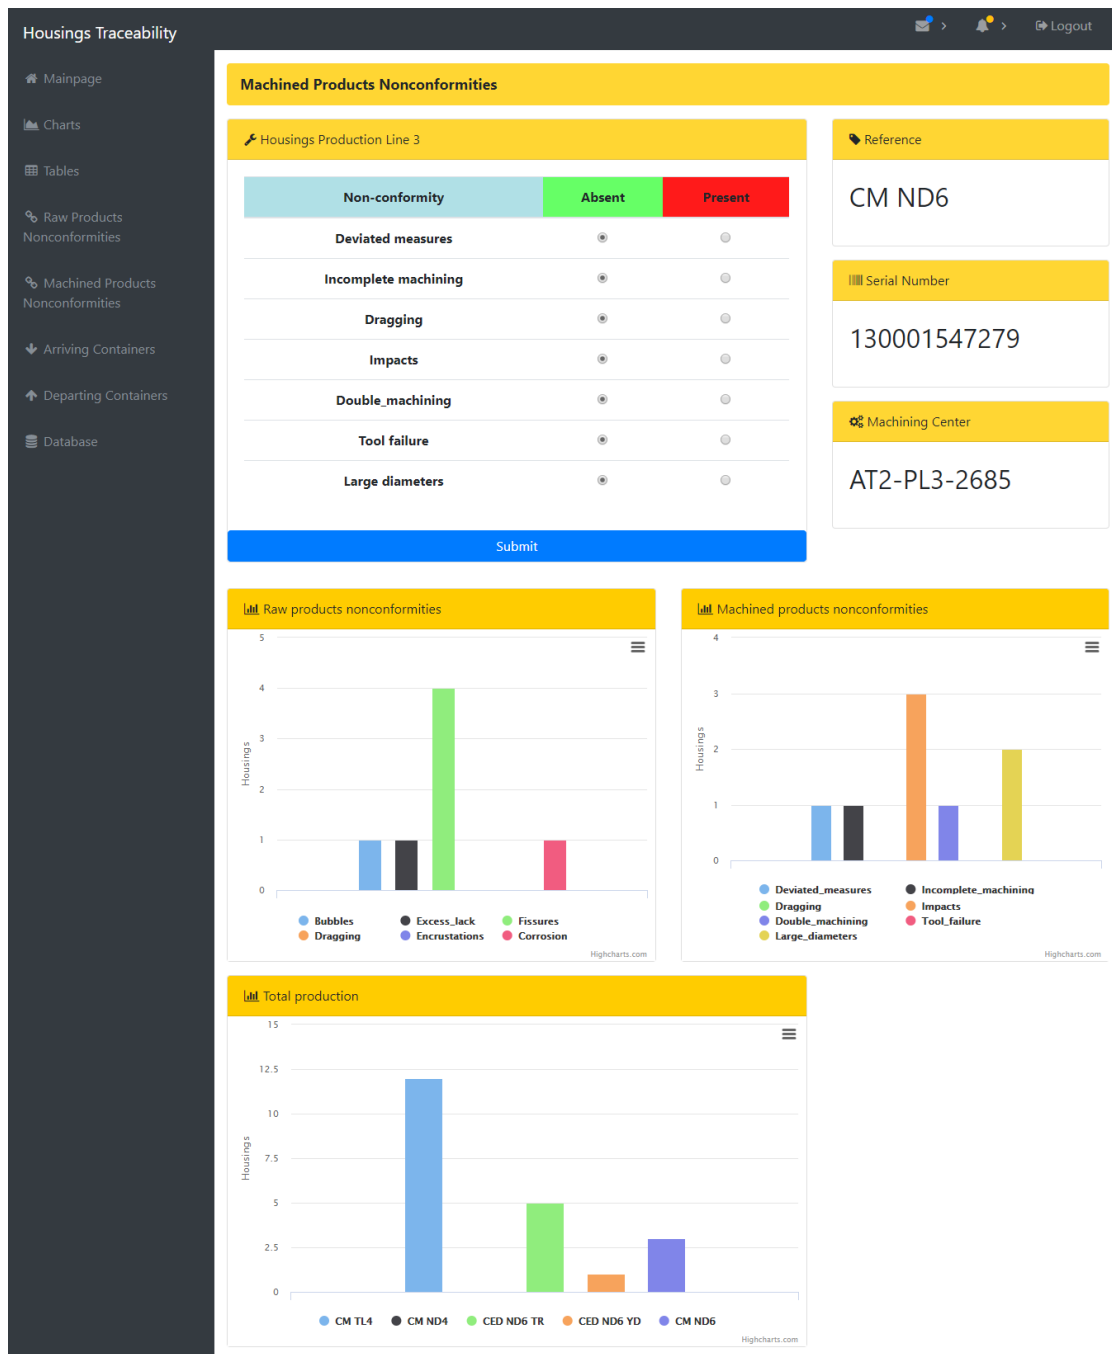 Housings Traceability
Logout
Mainpage
Charts
Tables
Raw Products
Nonconformities
Machined Products
Nonconformities
Arriving Containers
Departing Containers
Database
Machined Products Nonconformities
Housings Production Line 3
Non-conformity Absent Present
Deviated measures
Incomplete machining
Dragging
Impacts
Double_machining
Tool failure
Large diameters
Submit
Reference
CM ND6
Serial Number
130001547279
Machining Center
AT2-PL3-2685
Raw products nonconformities
5
4
3
2
1
0
Housings
Bubbles Excess_lack Fissures
Dragging Encrustations Corrosion
Highcharts.com
Machined products nonconformities
4
3
2
1
0
Housings
Deviated_measures Incomplete_machining
Dragging Impacts
Double_machining Tool_failure
Large_diameters
Highcharts.com
Total production
15
12.5
10
7.5
5
2.5
0
Housings
CM TL4 CM ND4 CED ND6 TR CED ND6 YD CM ND6
Highcharts.com